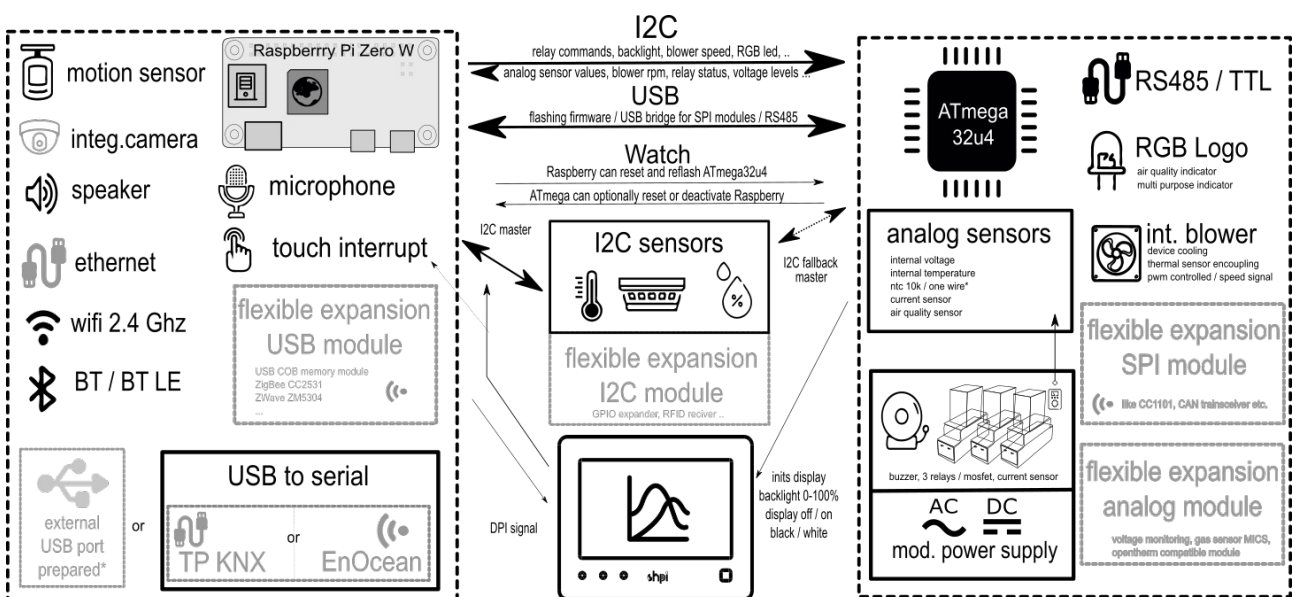 Raspberrry Pi Zero W
motion sensor
integ.camera
speaker
microphone
ethernet
touch interrupt
wifi 2.4 Ghz
BT / BT LE
flexible expansion
USB module
USB COB memory module
ZigBee CC2531
ZWave ZM5304
...
external
USB port
prepared*
or
USB to serial
TP KNX
or
EnOcean
I2C
relay commands, backlight, blower speed, RGB led, ..
analog sensor values, blower rpm, relay status, voltage levels ...
USB
flashing firmware / USB bridge for SPI modules / RS485
Watch
Raspberry can reset and reflash ATmega32u4
ATmega can optionally reset or deactivate Raspberry
I2C master
I2C sensors
%
I2C fallback
master
flexible expansion
I2C module
GPIO expander, RFID reciver ..
DPI signal
shpi
inits display
backlight 0-100%
display off / on
black / white
ATmega
32u4
RS485 / TTL
RGB Logo
air quality indicator
multi purpose indicator
analog sensors
internal voltage
internal temperature
ntc 10k / one wire*
current sensor
air quality sensor
int. blower
device cooling
thermal sensor encoupling
pwm controlled / speed signal
flexible expansion
SPI module
like CC1101, CAN trainsceiver etc.
buzzer, 3 relays / mosfet, current sensor
AC DC
mod. power supply
flexible expansion
analog module
voltage monitoring, gas sensor MICS,
opentherm compatible module